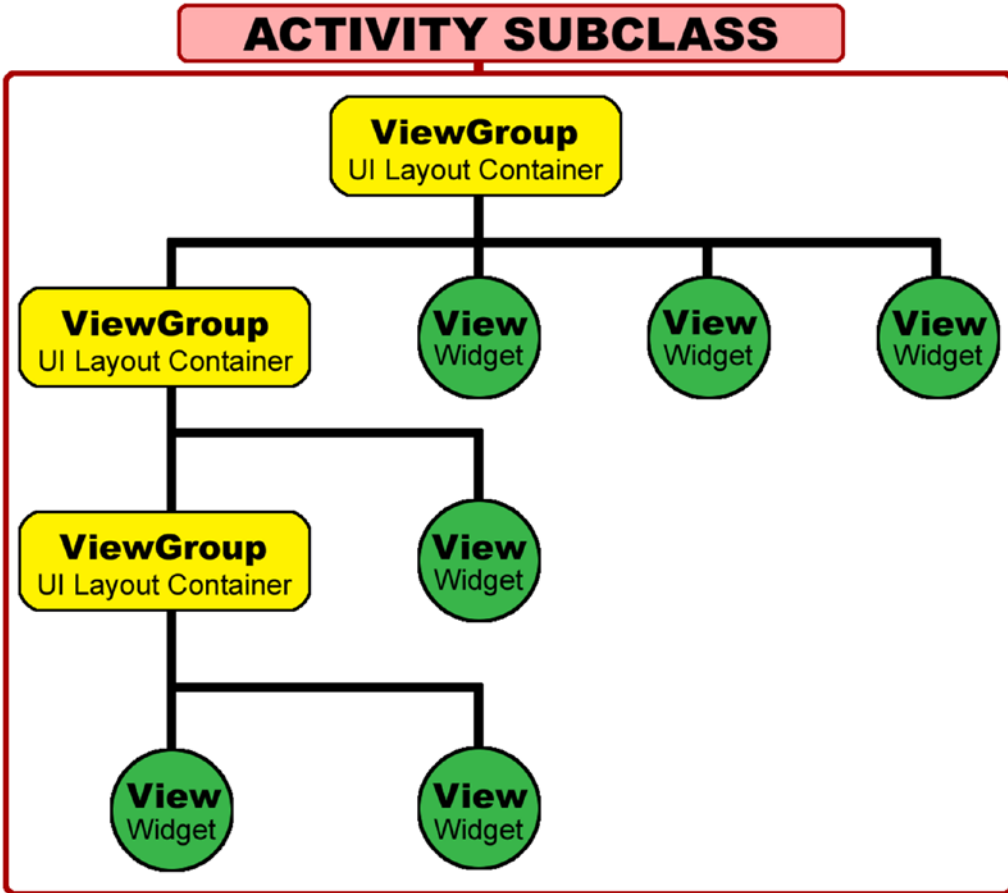 ACTIVITY SUBCLASS
ViewGroup
UI Layout Container
ViewGroup
UI Layout Container
View
Widget
View
Widget
View
Widget
ViewGroup
UI Layout Container
View
Widget
View
Widget
View
Widget